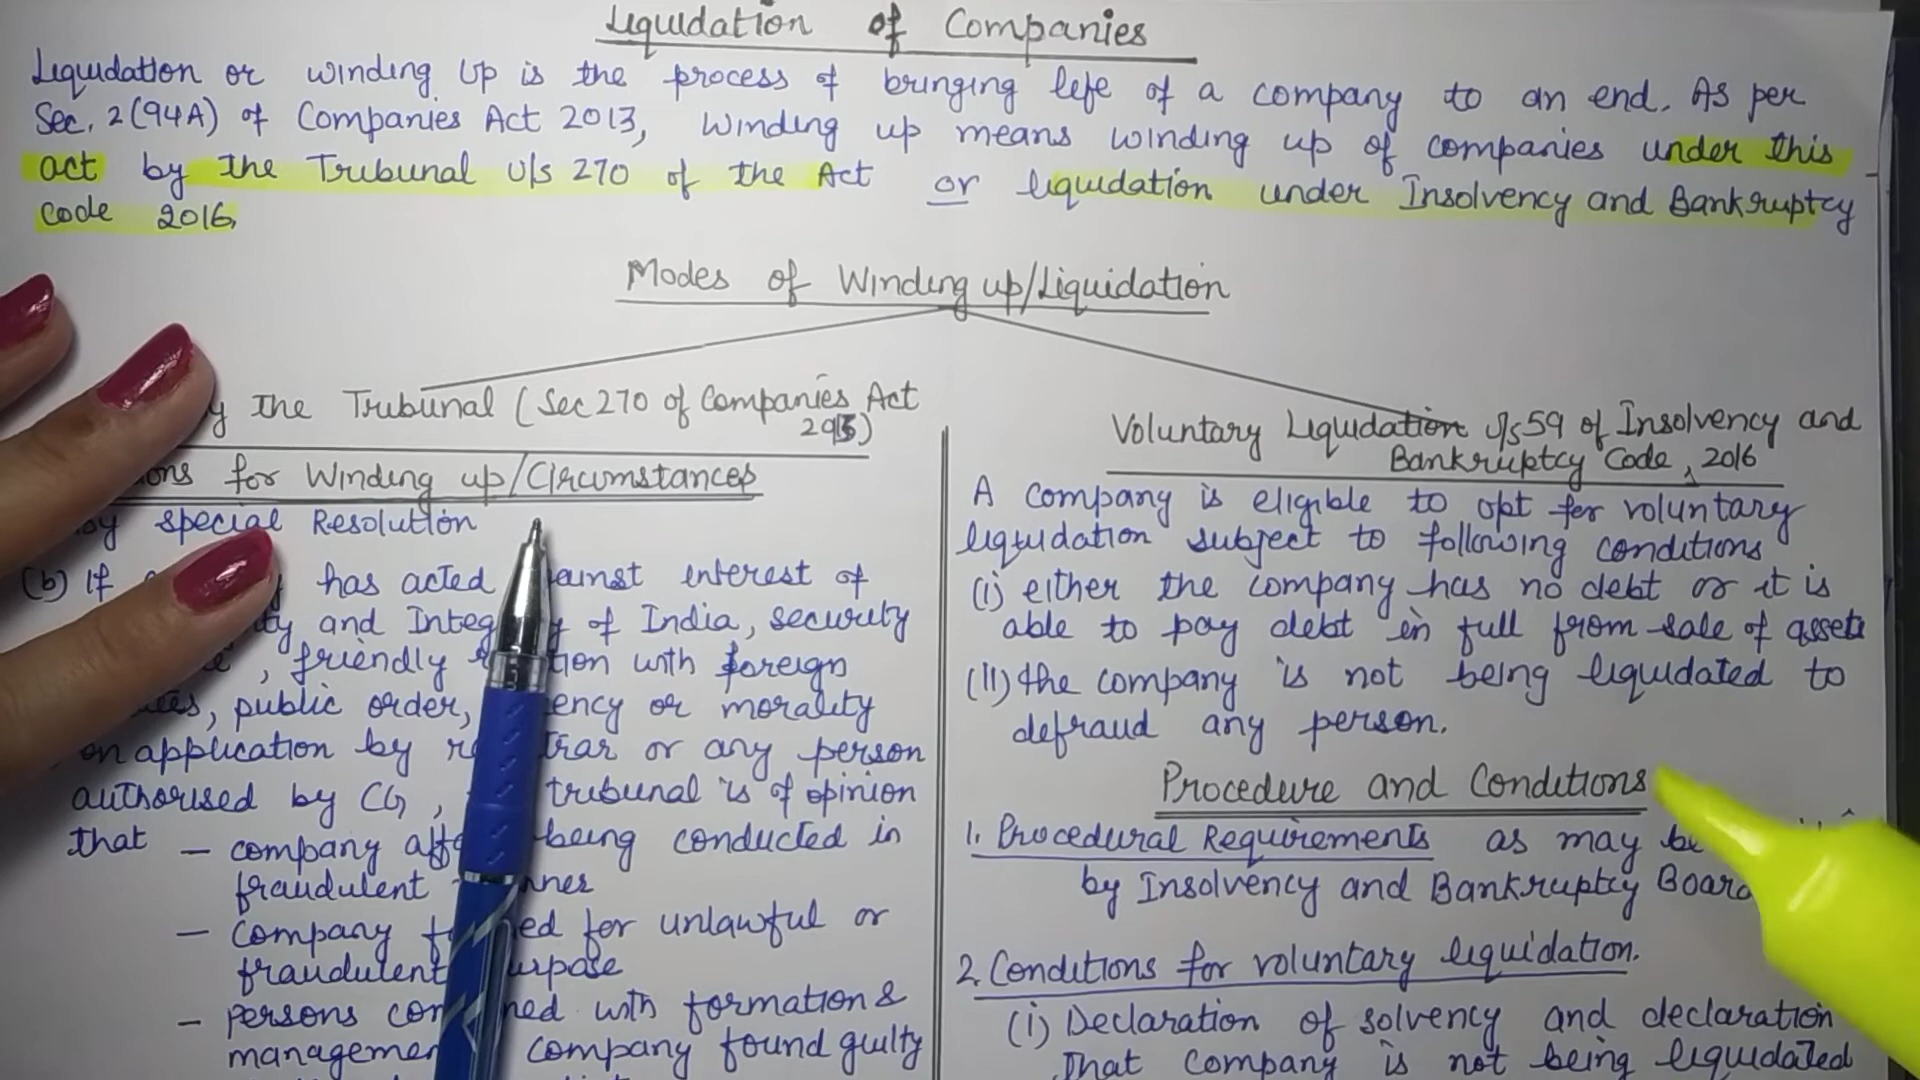 Liquidation of Companies
Liquidation or winding up is the process of bringing life of a company to an end. As per
Sec. 2(94A) of Companies Act 2013, winding up means winding up of companies under this
act by the Tribunal u/s 270 of the Act or liquidation under Insolvency and Bankruptcy
Code 2016.
Modes of Winding up/Liquidation
the Tribunal (Sec 270 of Companies Act
for Winding up/Circumstances
special Resolution
(b) If has acted interest of
and of India, security
, friendly with foreign
, public order, or morality
on application by or any person
authorised by CG, tribunal is of opinion
that - company being conducted in
fraudulent
- company for unlawful or
fraudulent
- persons with formation &
company found guilty
Voluntary Liquidation u/s 59 of Insolvency and
Bankruptcy Code, 2016
A company is eligible to opt for voluntary
liquidation subject to following conditions
(i) either the company has no debt or it is
able to pay debt in full from sale of assets
(II) the company is not being liquidated to
defraud any person.
Procedure and Conditions
1. Procedural Requirements as may be
by Insolvency and Bankruptcy Board
2. Conditions for voluntary liquidation.
(i) Declaration of solvency and declaration
that company is not being liquidated